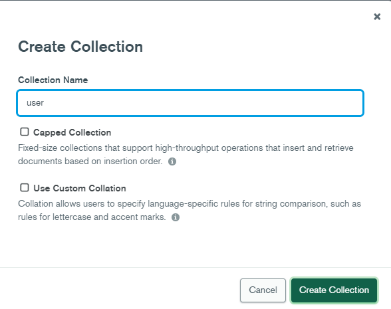 Create Collection
Collection Name
user
Capped Collection
Fixed-size collections that support high-throughput operations that insert and retrieve
documents based on insertion order.
Use Custom Collation
Collation allows users to specify language-specific rules for string comparison, such as
rules for lettercase and accent marks.
Cancel
Create Collection